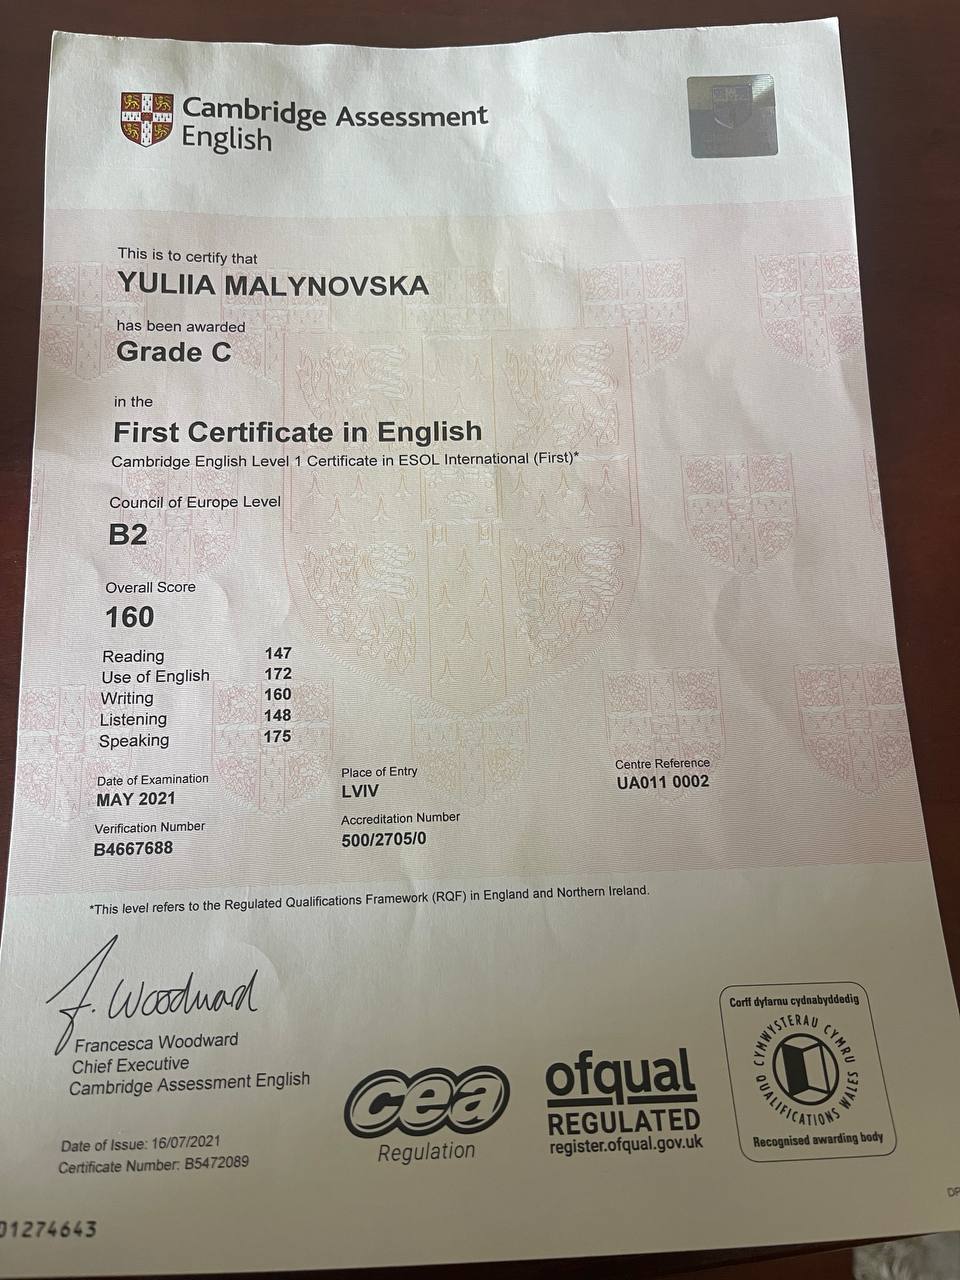 Cambridge Assessment
English
This is to certify that
YULIIA MALYNOVSKA
has been awarded
Grade C
in the
First Certificate in English
Cambridge English Level 1 Certificate in ESOL International (First)*
Council of Europe Level
B2
Overall Score
160
Reading 147
Use of English 172
Writing 160
Listening 148
Speaking 175
Date of Examination
MAY 2021
Place of Entry
LVIV
Centre Reference
UA011 0002
Verification Number
B4667688
Accreditation Number
500/2705/0
*This level refers to the Regulated Qualifications Framework (RQF) in England and Northern Ireland.
F. Woodward
Francesca Woodward
Chief Executive
Cambridge Assessment English
Date of Issue: 16/07/2021
Certificate Number: B5472089
cea
Regulation
ofqual
REGULATED
register.ofqual.gov.uk
Corff dyfarnu cydnabyddedig
CYMWYSTERAU CYMRU
QUALIFICATIONS WALES
Recognised awarding body
DP
01274643